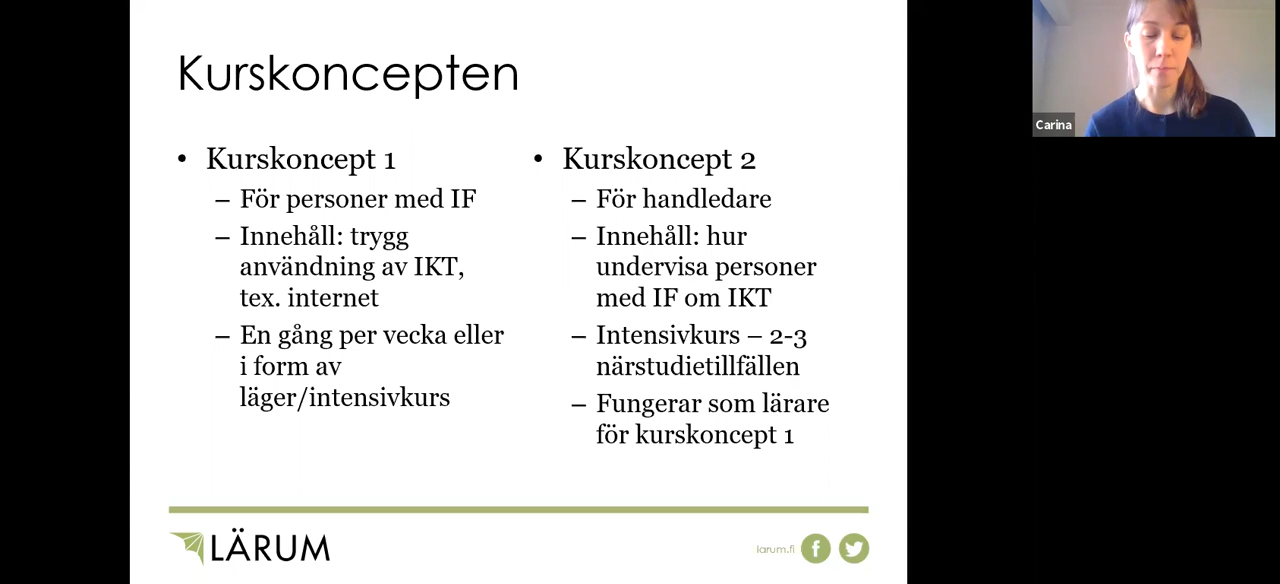 Kurskoncepten
• Kurskoncept 1
– För personer med IF
– Innehåll: trygg
användning av IKT,
tex. internet
– En gång per vecka eller
i form av
läger/intensivkurs
• Kurskoncept 2
– För handledare
– Innehåll: hur
undervisa personer
med IF om IKT
– Intensivkurs – 2-3
närstudietillfällen
– Fungerar som lärare
för kurskoncept 1
LÄRUM
larum.fi
Carina